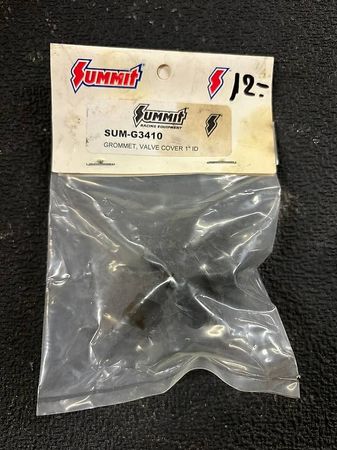 SUMMIT
12-
SUMMIT
RACING EQUIPMENT
SUM-G3410
GROMMET, VALVE COVER 1" ID